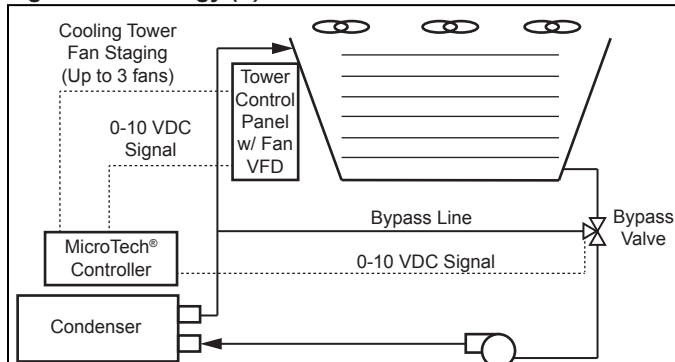 Cooling Tower
Fan Staging
(Up to 3 fans)
Tower
Control
Panel
w/ Fan
VFD
0-10 VDC
Signal
Bypass Line
Bypass
Valve
MicroTech®
Controller
0-10 VDC Signal
Condenser